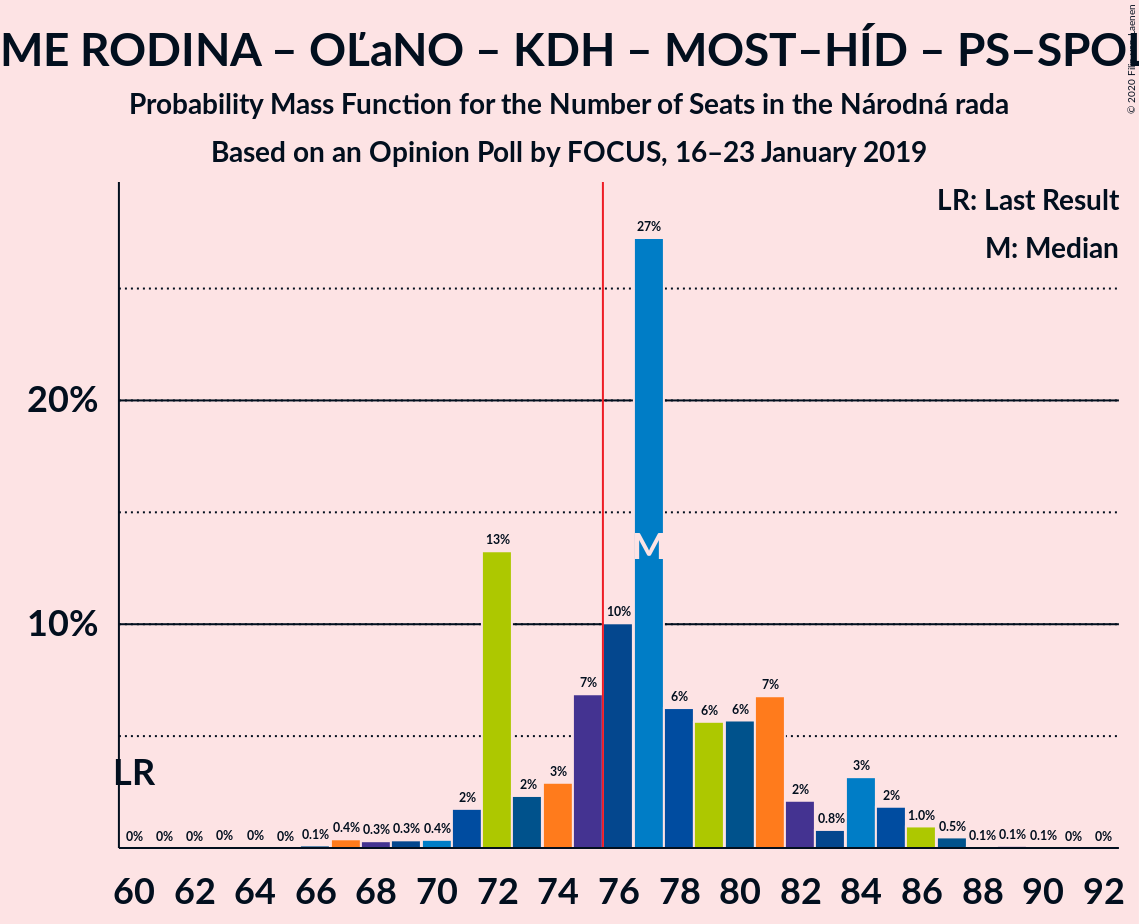 ME RODINA – OĽaNO – KDH – MOST–HÍD – PS–SPOL
Probability Mass Function for the Number of Seats in the Národná rada
Based on an Opinion Poll by FOCUS, 16–23 January 2019
© 2020 Filip van Laenen
LR: Last Result
M: Median
27%
20%
13%
M
10%
10%
7%
7%
6%
6%
6%
LR
3%
3%
2%
2%
2%
2%
0% 0% 0% 0% 0% 0% 0.1% 0.4% 0.3% 0.3% 0.4% 0.8% 1.0% 0.5% 0.1% 0.1% 0.1% 0% 0%
60 62 64 66 68 70 72 74 76 78 80 82 84 86 88 90 92